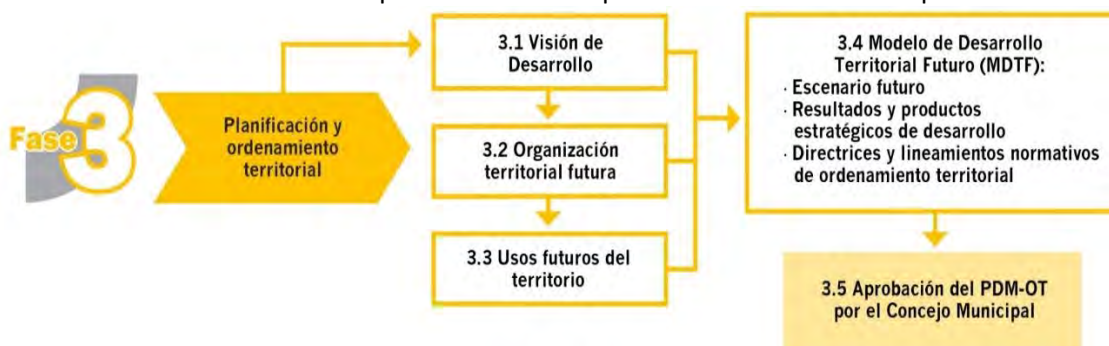 Fase 3
Planificación y
ordenamiento
territorial
3.1 Visión de
Desarrollo
3.2 Organización
territorial futura
3.3 Usos futuros del
territorio
3.4 Modelo de Desarrollo
Territorial Futuro (MDTF):
· Escenario futuro
· Resultados y productos
estratégicos de desarrollo
· Directrices y lineamientos normativos
de ordenamiento territorial
3.5 Aprobación del PDM-OT
por el Concejo Municipal